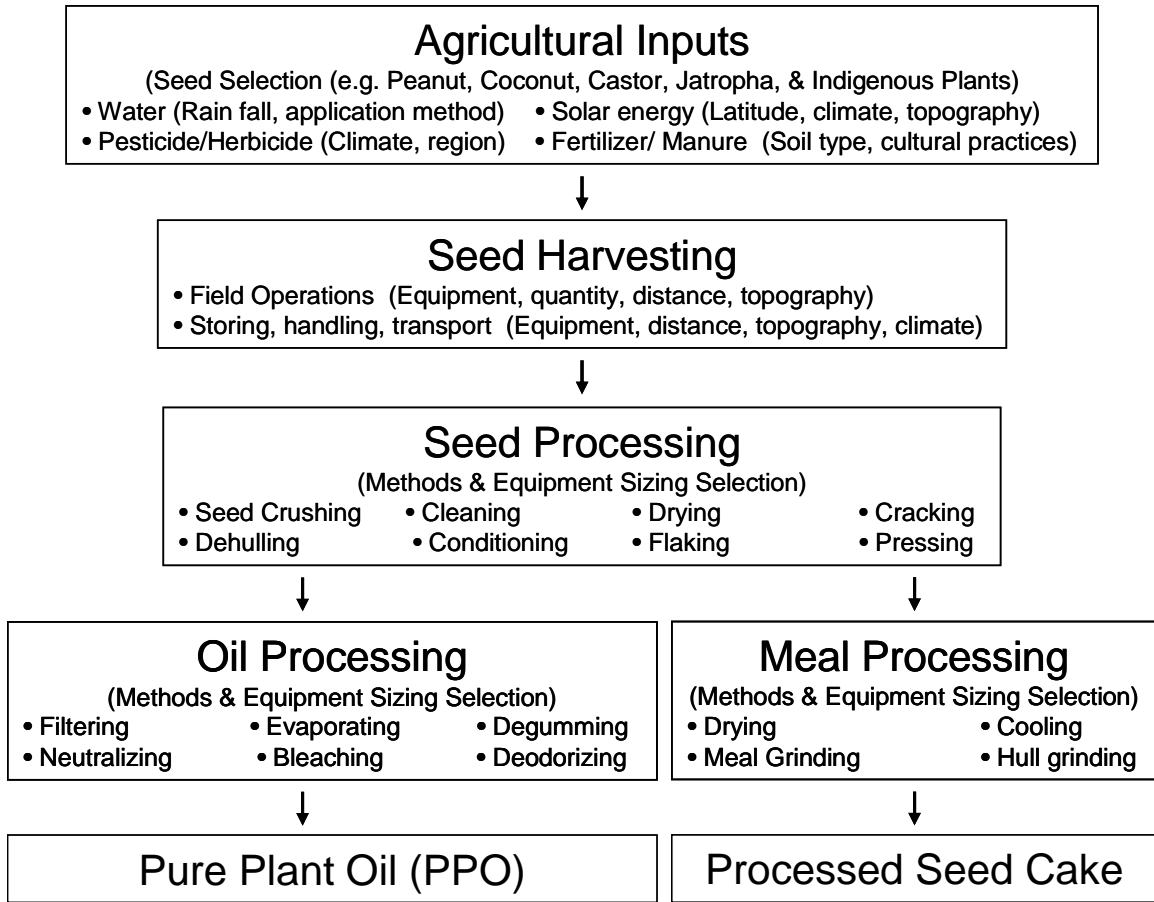 Agricultural Inputs
(Seed Selection (e.g. Peanut, Coconut, Castor, Jatropha, & Indigenous Plants)
• Water (Rain fall, application method) • Solar energy (Latitude, climate, topography)
• Pesticide/Herbicide (Climate, region) • Fertilizer/ Manure (Soil type, cultural practices)
Seed Harvesting
• Field Operations (Equipment, quantity, distance, topography)
• Storing, handling, transport (Equipment, distance, topography, climate)
Seed Processing
(Methods & Equipment Sizing Selection)
• Seed Crushing • Cleaning • Drying • Cracking
• Dehulling • Conditioning • Flaking • Pressing
Oil Processing
(Methods & Equipment Sizing Selection)
• Filtering • Evaporating • Degumming
• Neutralizing • Bleaching • Deodorizing
Meal Processing
(Methods & Equipment Sizing Selection)
• Drying • Cooling
• Meal Grinding • Hull grinding
Pure Plant Oil (PPO)
Processed Seed Cake